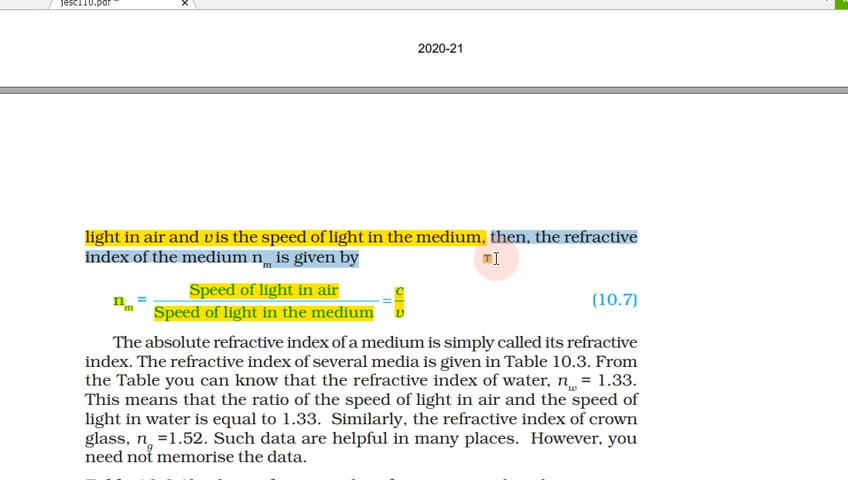 jesc110.pdf *
2020-21
light in air and v is the speed of light in the medium, then, the refractive
index of the medium nm is given by
nm = Speed of light in air / Speed of light in the medium = c / v (10.7)
The absolute refractive index of a medium is simply called its refractive
index. The refractive index of several media is given in Table 10.3. From
the Table you can know that the refractive index of water, nw = 1.33.
This means that the ratio of the speed of light in air and the speed of
light in water is equal to 1.33. Similarly, the refractive index of crown
glass, ng =1.52. Such data are helpful in many places. However, you
need not memorise the data.